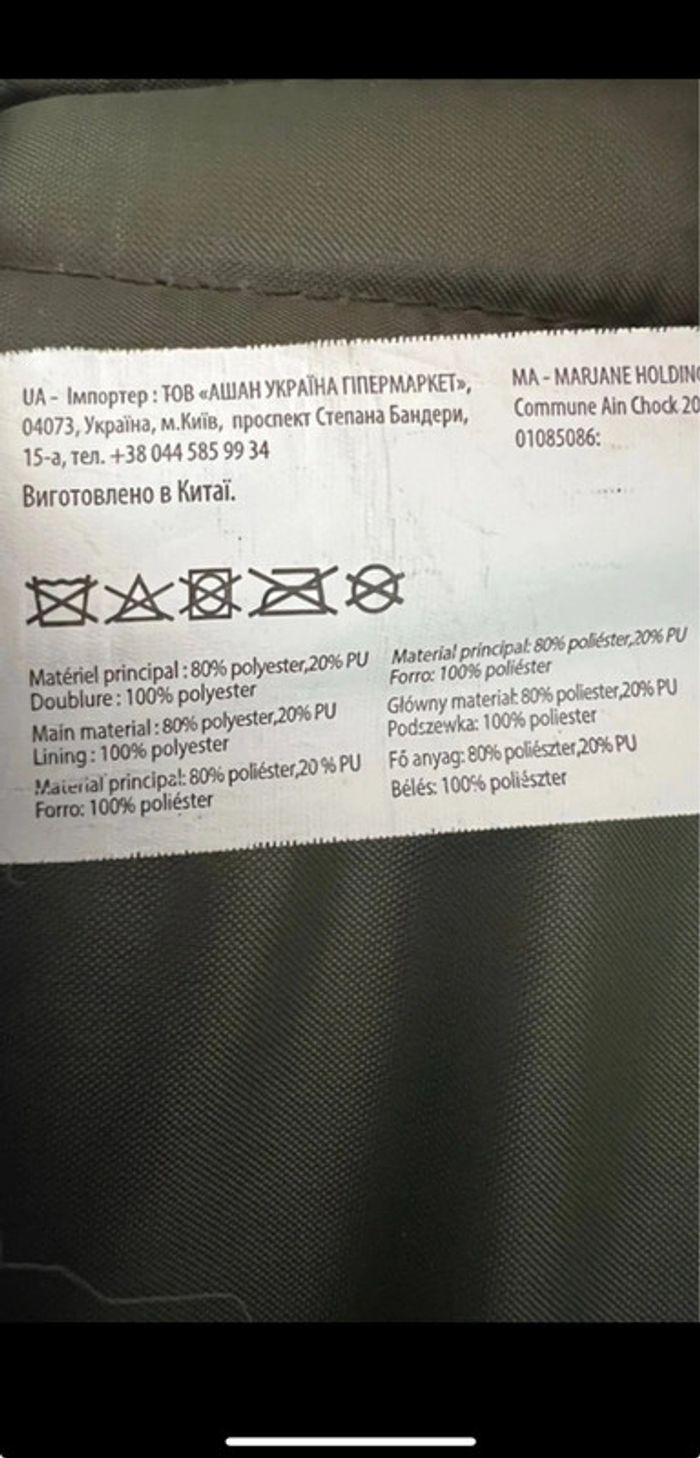 UA - Імпортер : ТОВ «АШАН УКРАЇНА ГІПЕРМАРКЕТ»,
04073, Україна, м.Київ, проспект Степана Бандери,
15-а, тел. +38 044 585 99 34
Виготовлено в Китаї.
MA - MARJANE HOLDING
Commune Ain Chock 20
01085086:
Matériel principal : 80% polyester,20% PU
Doublure : 100% polyester
Main material : 80% polyester,20% PU
Lining : 100% polyester
Material principal: 80% poliéster,20 % PU
Forro: 100% poliéster
Material principal: 80% poliéster,20% PU
Forro: 100% poliéster
Główny materiał: 80% poliester,20% PU
Podszewka: 100% poliester
Fő anyag: 80% poliészter,20% PU
Bélés: 100% poliészter